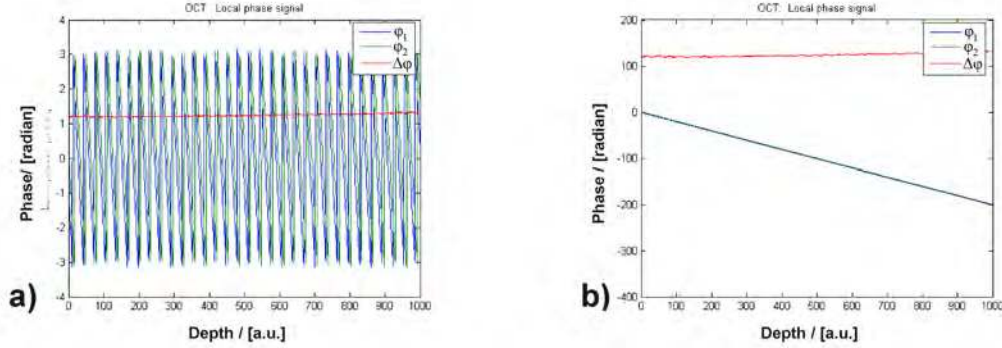 OCT: Local phase signal
4
3
2
1
0
-1
-2
-3
-4
Phase/ [radian]
φ1
φ2
Δφ
0 100 200 300 400 500 600 700 800 900 1000
Depth / [a.u.]
a)
OCT: Local phase signal
200
100
0
-100
-200
-300
-400
Phase / [radian]
φ1
φ2
Δφ
0 100 200 300 400 500 600 700 800 900 1000
Depth / [a.u.]
b)